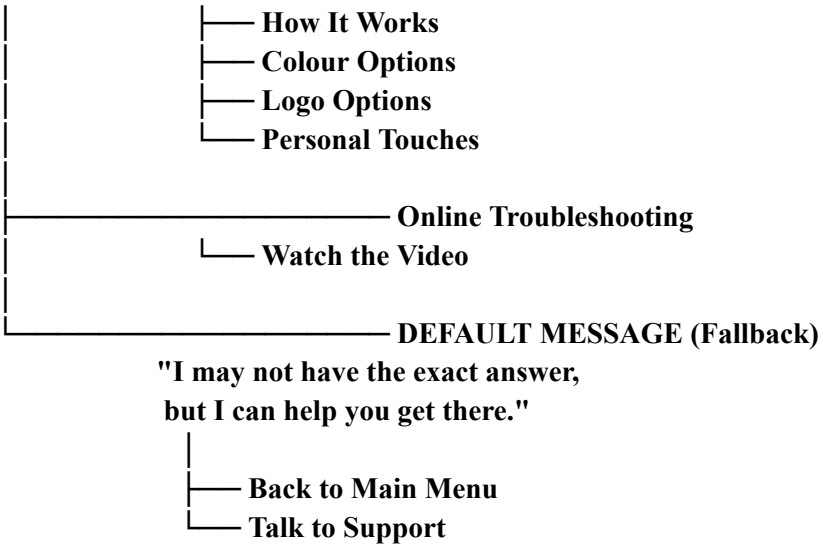 How It Works
Colour Options
Logo Options
Personal Touches
Online Troubleshooting
Watch the Video
DEFAULT MESSAGE (Fallback)
"I may not have the exact answer,
but I can help you get there."
Back to Main Menu
Talk to Support